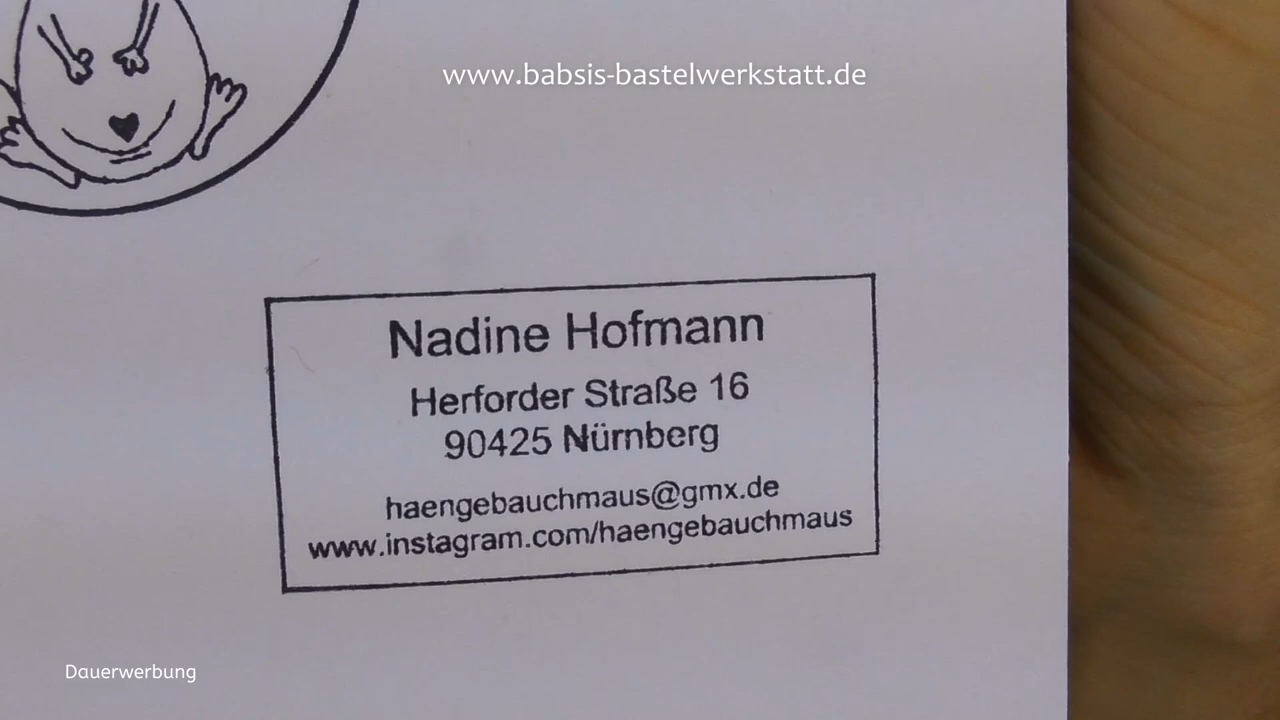 www.babsis-bastelwerkstatt.de
Nadine Hofmann
Herforder Straße 16
90425 Nürnberg
haengebauchmaus@gmx.de
www.instagram.com/haengebauchmaus
Dauerwerbung